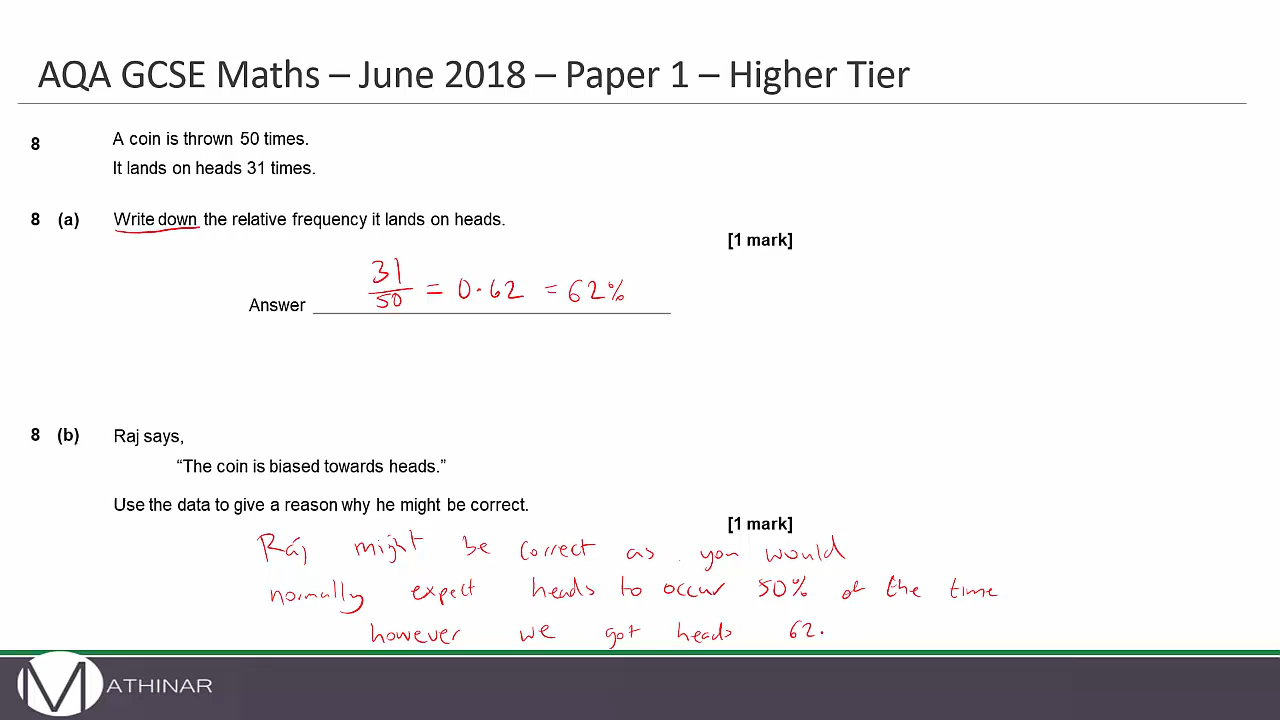 AQA GCSE Maths – June 2018 – Paper 1 – Higher Tier
8 A coin is thrown 50 times.
It lands on heads 31 times.
8 (a) Write down the relative frequency it lands on heads.
[1 mark]
Answer 31/50 = 0.62 = 62%
8 (b) Raj says,
“The coin is biased towards heads.”
Use the data to give a reason why he might be correct.
[1 mark]
Raj might be correct as you would
normally expect heads to occur 50% of the time
however we got heads 62.
MATHINAR